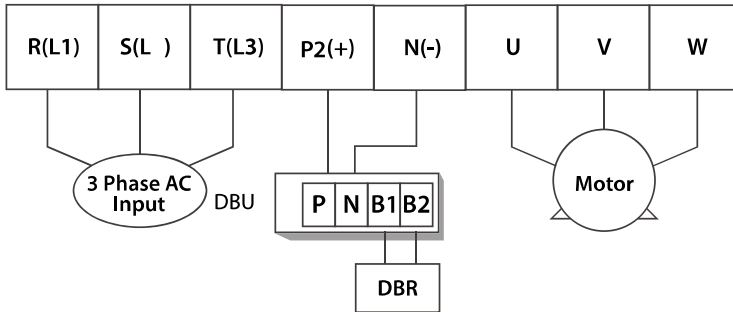 R(L1) S(L ) T(L3) P2(+) N(-) U V W
3 Phase AC
Input
DBU
P N B1 B2
Motor
DBR